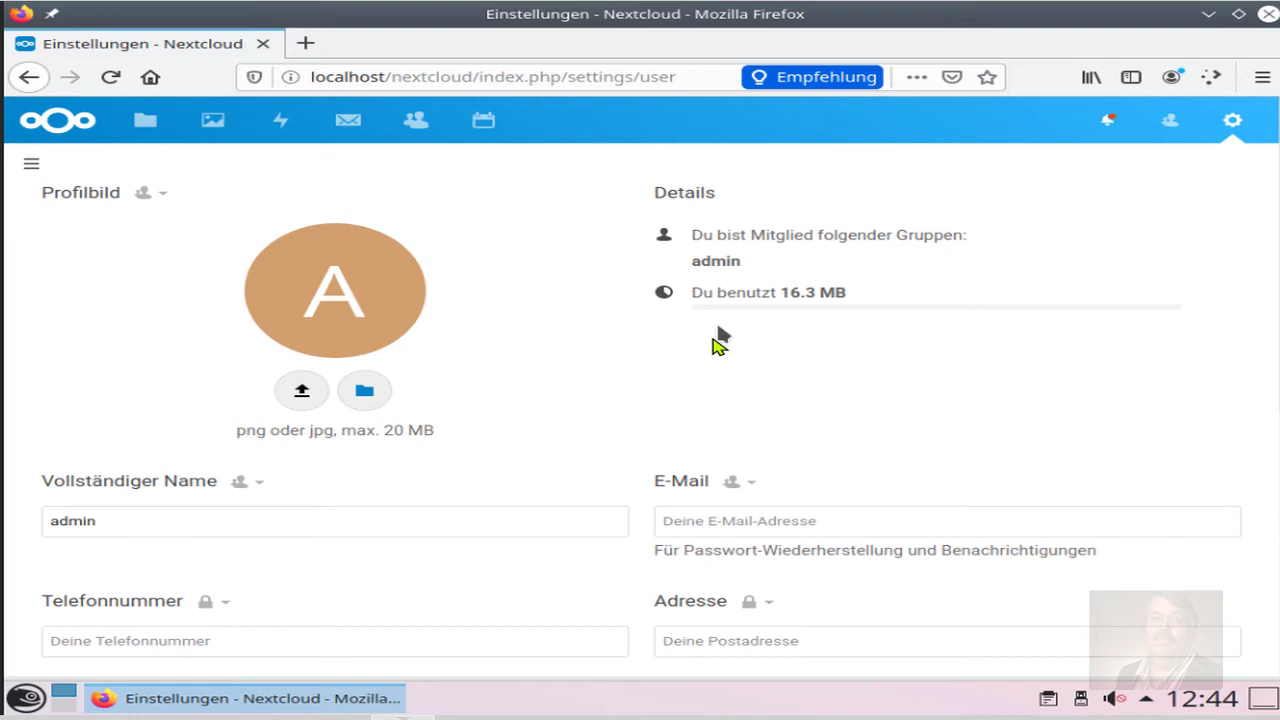 Einstellungen - Nextcloud - Mozilla Firefox
Einstellungen - Nextcloud
localhost/nextcloud/index.php/settings/user
Empfehlung
Profilbild
Details
Du bist Mitglied folgender Gruppen:
admin
A
Du benutzt 16.3 MB
png oder jpg, max. 20 MB
Vollständiger Name
E-Mail
admin
Deine E-Mail-Adresse
Für Passwort-Wiederherstellung und Benachrichtigungen
Telefonnummer
Adresse
Deine Telefonnummer
Deine Postadresse
Einstellungen - Nextcloud - Mozilla...
12:44